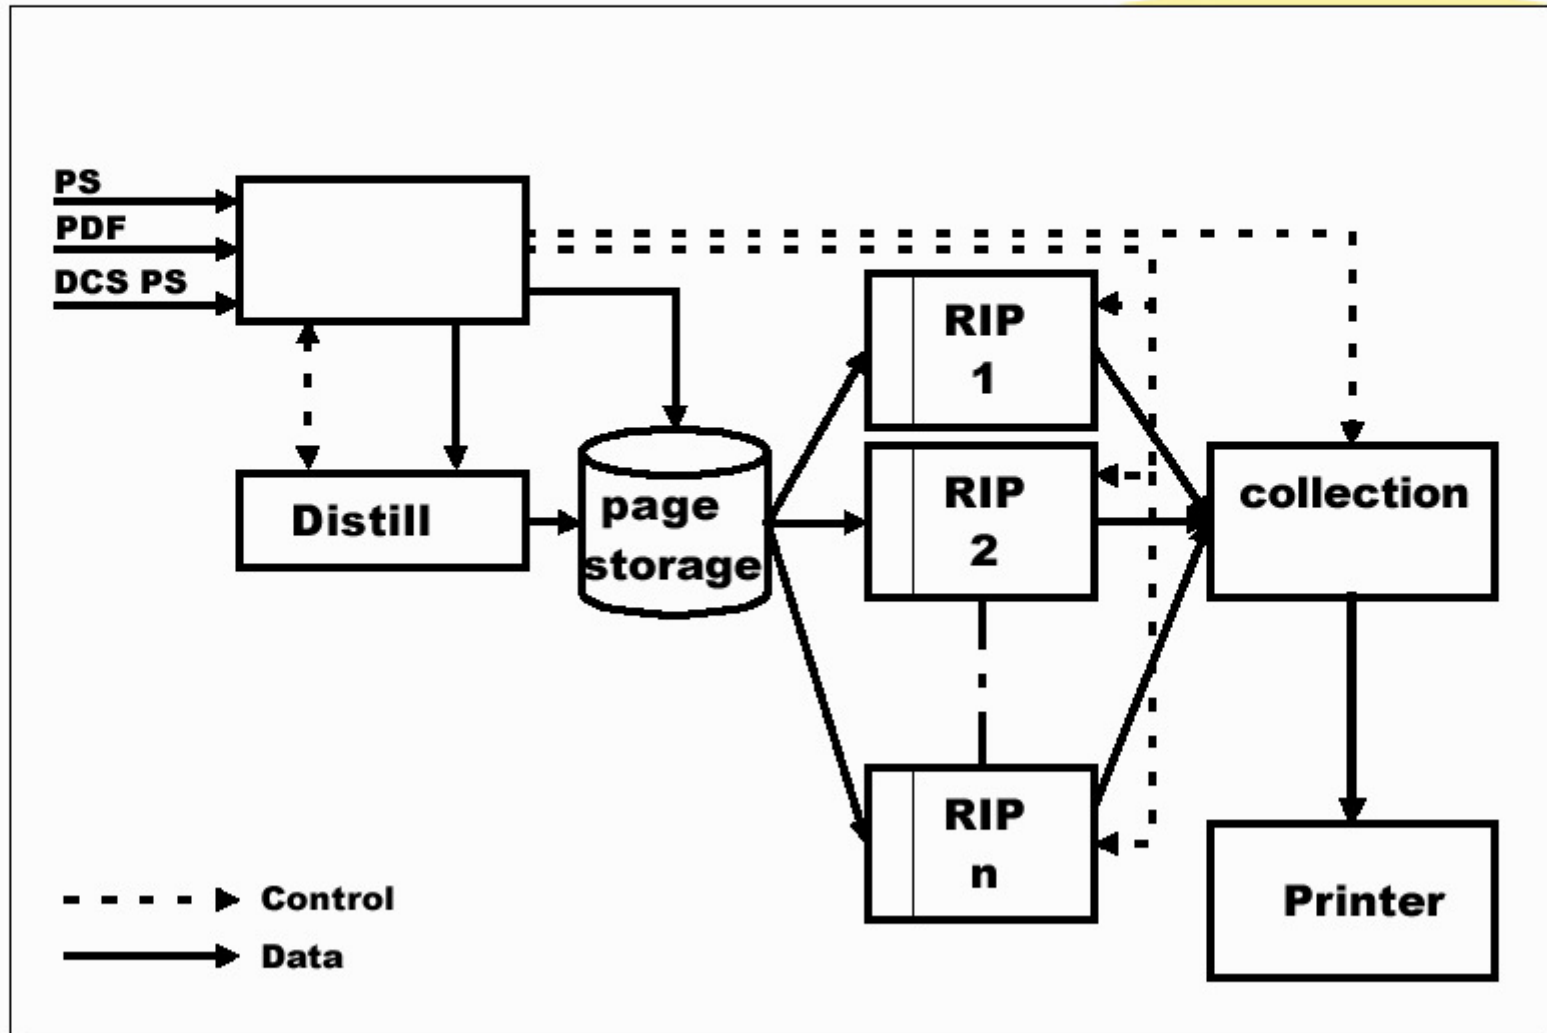 PS
PDF
DCS PS
RIP
1
Distill
page
storage
RIP
2
collection
RIP
n
Printer
Control
Data